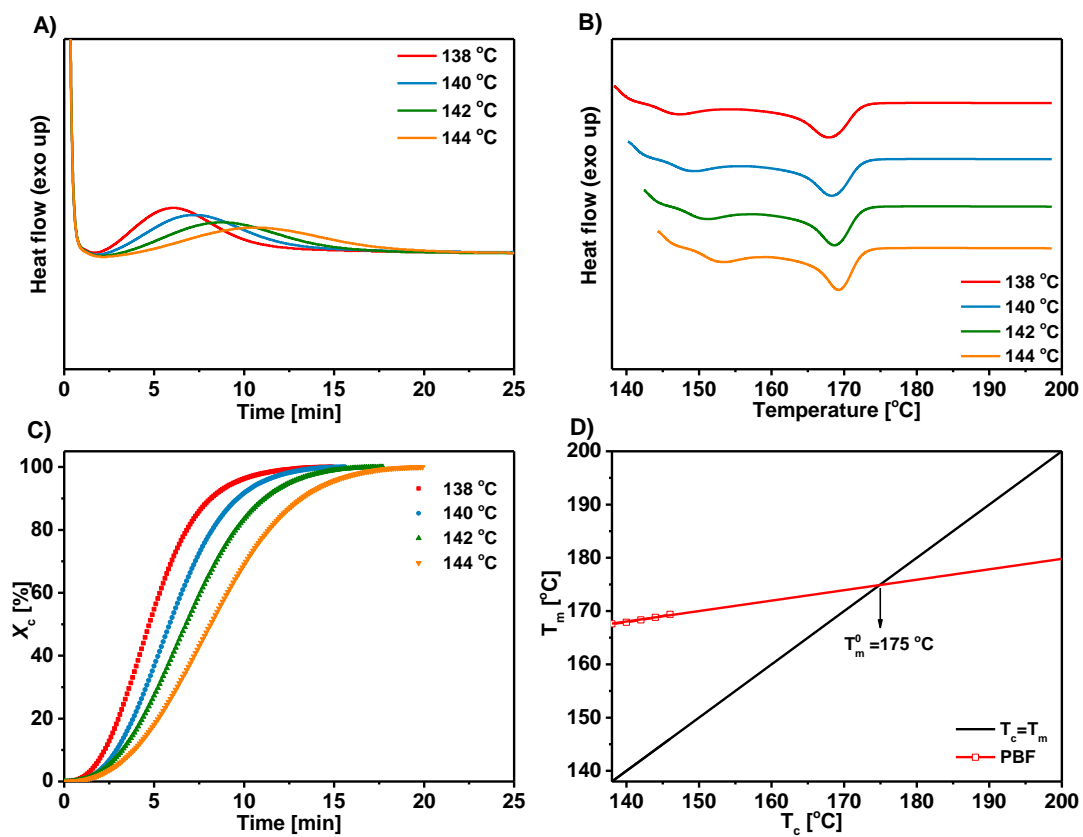 A)
138 °C
140 °C
142 °C
144 °C
Heat flow (exo up)
0 5 10 15 20 25
Time [min]
B)
Heat flow (exo up)
138 °C
140 °C
142 °C
144 °C
140 150 160 170 180 190 200
Temperature [°C]
C)
100
80
60
40
20
0
X_c [%]
138 °C
140 °C
142 °C
144 °C
0 5 10 15 20 25
Time [min]
D)
200
190
180
170
160
150
140
T_m [°C]
T_m^0 =175 °C
T_c=T_m
PBF
140 150 160 170 180 190 200
T_c [°C]